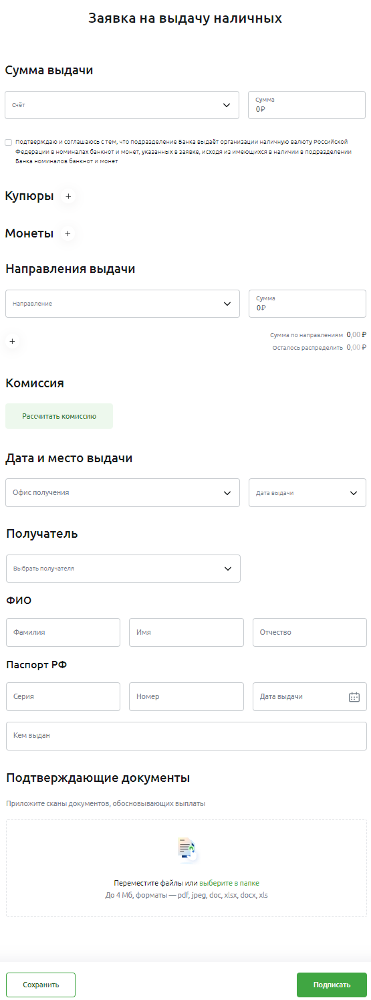 Заявка на выдачу наличных
Сумма выдачи
Счёт
Сумма
0 ₽
Подтверждаю и соглашаюсь с тем, что подразделение Банка выдаёт организации наличную валюту Российской
Федерации в номиналах банкнот и монет, указанных в заявке, исходя из имеющихся в наличии в подразделении
Банка номиналов банкнот и монет
Купюры +
Монеты +
Направления выдачи
Направление
Сумма
0 ₽
+
Сумма по направлениям 0,00 ₽
Осталось распределить 0,00 ₽
Комиссия
Рассчитать комиссию
Дата и место выдачи
Офис получения
Дата выдачи
Получатель
Выбрать получателя
ФИО
Фамилия
Имя
Отчество
Паспорт РФ
Серия
Номер
Дата выдачи
Кем выдан
Подтверждающие документы
Приложите сканы документов, обосновывающих выплаты
Переместите файлы или выберите в папке
До 4 Мб, форматы — pdf, jpeg, doc, xlsx, docx, xls
Сохранить
Подписать